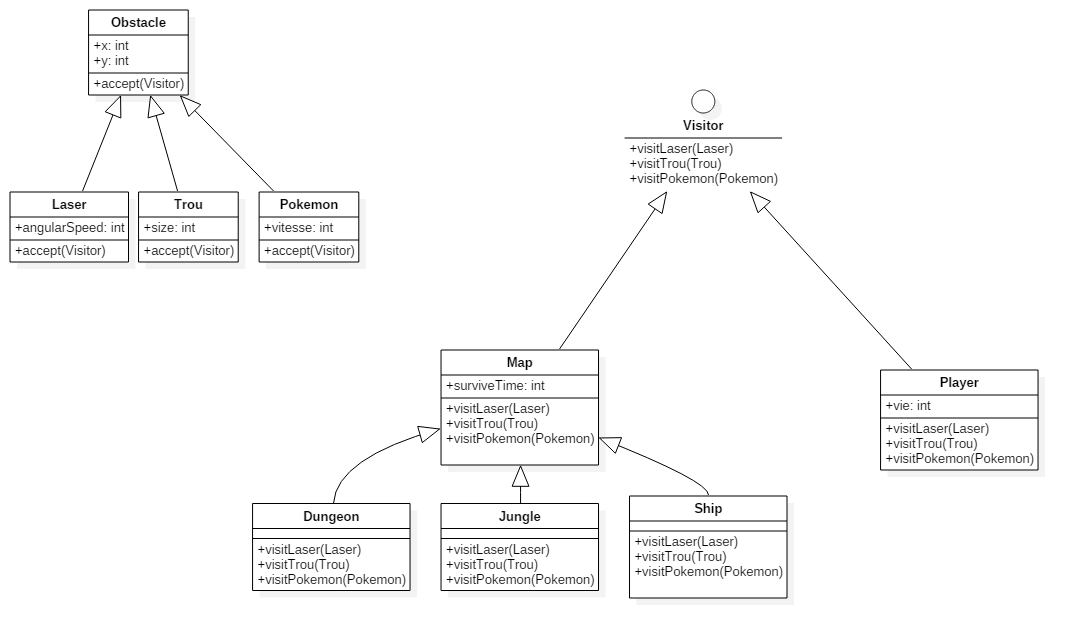 Obstacle
+x: int
+y: int
+accept(Visitor)
Visitor
+visitLaser(Laser)
+visitTrou(Trou)
+visitPokemon(Pokemon)
Laser
+angularSpeed: int
+accept(Visitor)
Trou
+size: int
+accept(Visitor)
Pokemon
+vitesse: int
+accept(Visitor)
Map
+surviveTime: int
+visitLaser(Laser)
+visitTrou(Trou)
+visitPokemon(Pokemon)
Player
+vie: int
+visitLaser(Laser)
+visitTrou(Trou)
+visitPokemon(Pokemon)
Dungeon
+visitLaser(Laser)
+visitTrou(Trou)
+visitPokemon(Pokemon)
Jungle
+visitLaser(Laser)
+visitTrou(Trou)
+visitPokemon(Pokemon)
Ship
+visitLaser(Laser)
+visitTrou(Trou)
+visitPokemon(Pokemon)